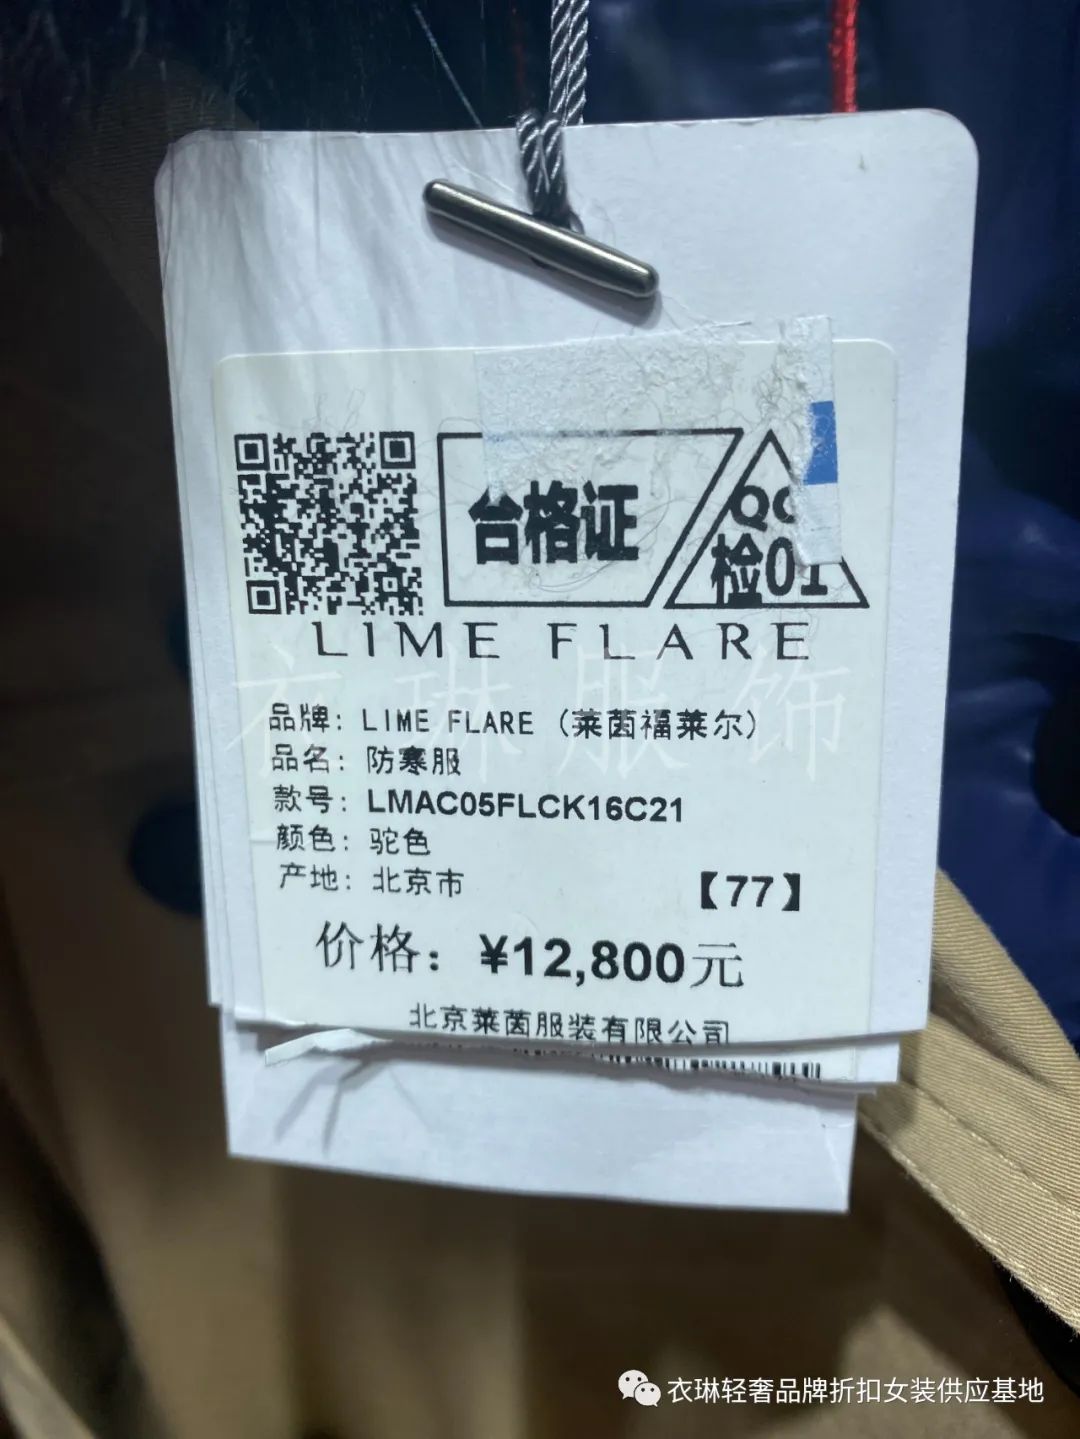 合格证
QC
检01
LIME FLARE
品牌: LIME FLARE (莱茵福莱尔)
品名: 防寒服
款号: LMAC05FLCK16C21
颜色: 驼色
产地: 北京市
【77】
价格: ¥12,800元
北京莱茵服装有限公司
衣琳服饰
衣琳轻奢品牌折扣女装供应基地